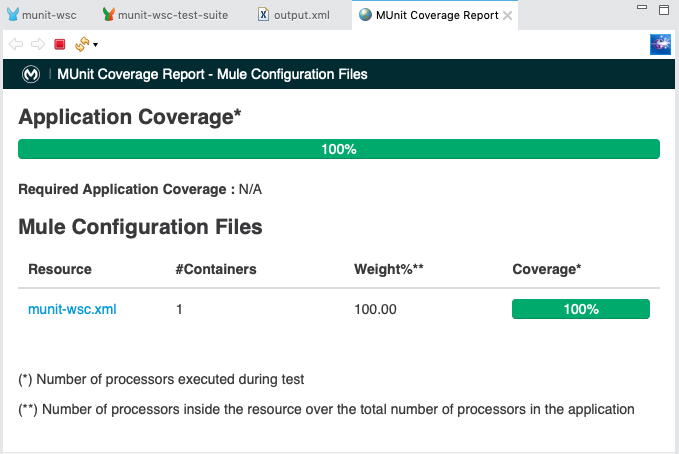 munit-wsc munit-wsc-test-suite output.xml MUnit Coverage Report
| MUnit Coverage Report - Mule Configuration Files
Application Coverage*
100%
Required Application Coverage : N/A
Mule Configuration Files
Resource #Containers Weight%** Coverage*
munit-wsc.xml 1 100.00 100%
(*) Number of processors executed during test
(**) Number of processors inside the resource over the total number of processors in the application